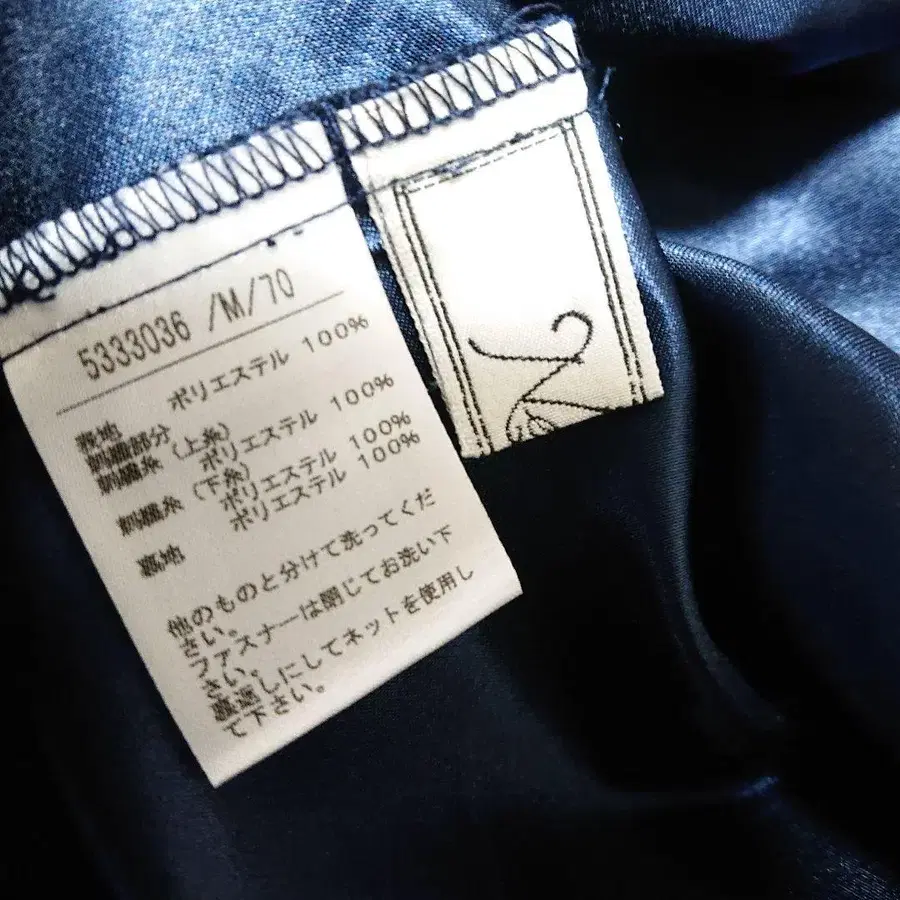 5333036 /M/70
表地 ポリエステル 100%
刺繍部分
刺繍糸 (上糸) ポリエステル 100%
刺繍糸 (下糸) ポリエステル 100%
裏地 ポリエステル 100%
他のものと分けて洗ってくだ
さい。
ファスナーは閉じてお洗い下
さい。
裏返しにしてネットを使用し
て下さい。